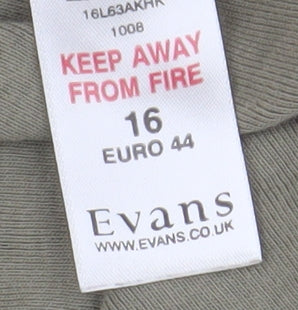 16L63AKHK
1008
KEEP AWAY
FROM FIRE
16
EURO 44
Evans
WWW.EVANS.CO.UK